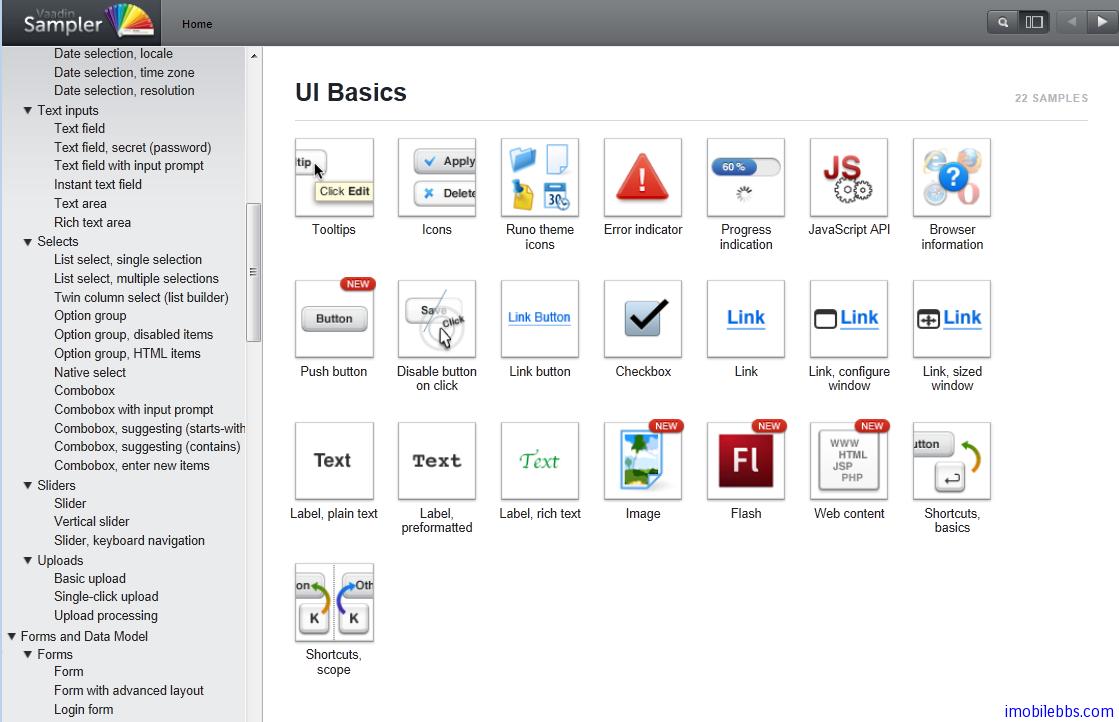 Vaadin
Sampler
Home
Date selection, locale
Date selection, time zone
Date selection, resolution
Text inputs
Text field
Text field, secret (password)
Text field with input prompt
Instant text field
Text area
Rich text area
Selects
List select, single selection
List select, multiple selections
Twin column select (list builder)
Option group
Option group, disabled items
Option group, HTML items
Native select
Combobox
Combobox with input prompt
Combobox, suggesting (starts-with
Combobox, suggesting (contains)
Combobox, enter new items
Sliders
Slider
Vertical slider
Slider, keyboard navigation
Uploads
Basic upload
Single-click upload
Upload processing
Forms and Data Model
Forms
Form
Form with advanced layout
Login form
UI Basics
22 SAMPLES
tip
Click Edit
Apply
Delete
30
60 %
JS
?
Tooltips
Icons
Runo theme
icons
Error indicator
Progress
indication
JavaScript API
Browser
information
NEW
Button
Save
Click
Link Button
Link
Link
Link
Push button
Disable button
on click
Link button
Checkbox
Link
Link, configure
window
Link, sized
window
Text
Text
Text
NEW
NEW
Fl
NEW
WWW
HTML
JSP
PHP
utton
Label, plain text
Label,
preformatted
Label, rich text
Image
Flash
Web content
Shortcuts,
basics
on
K
Oth
K
Shortcuts,
scope
imobilebbs.com